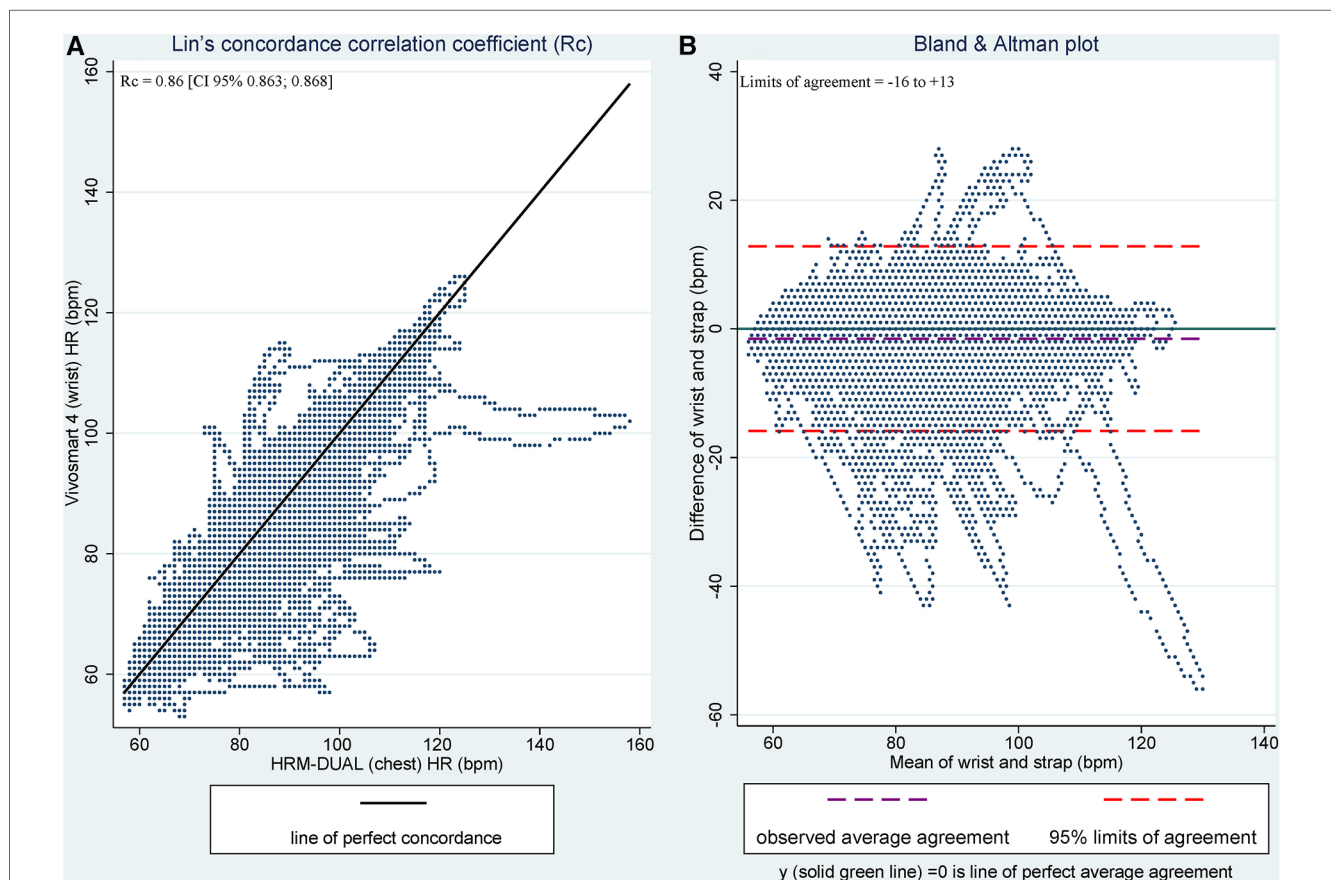 A
Lin's concordance correlation coefficient (Rc)
Rc = 0.86 [CI 95% 0.863; 0.868]
Vivosmart 4 (wrist) HR (bpm)
160
140
120
100
80
60
60 80 100 120 140 160
HRM-DUAL (chest) HR (bpm)
line of perfect concordance
B
Bland & Altman plot
Limits of agreement = -16 to +13
Difference of wrist and strap (bpm)
40
20
0
-20
-40
-60
60 80 100 120 140
Mean of wrist and strap (bpm)
observed average agreement 95% limits of agreement
y (solid green line) =0 is line of perfect average agreement